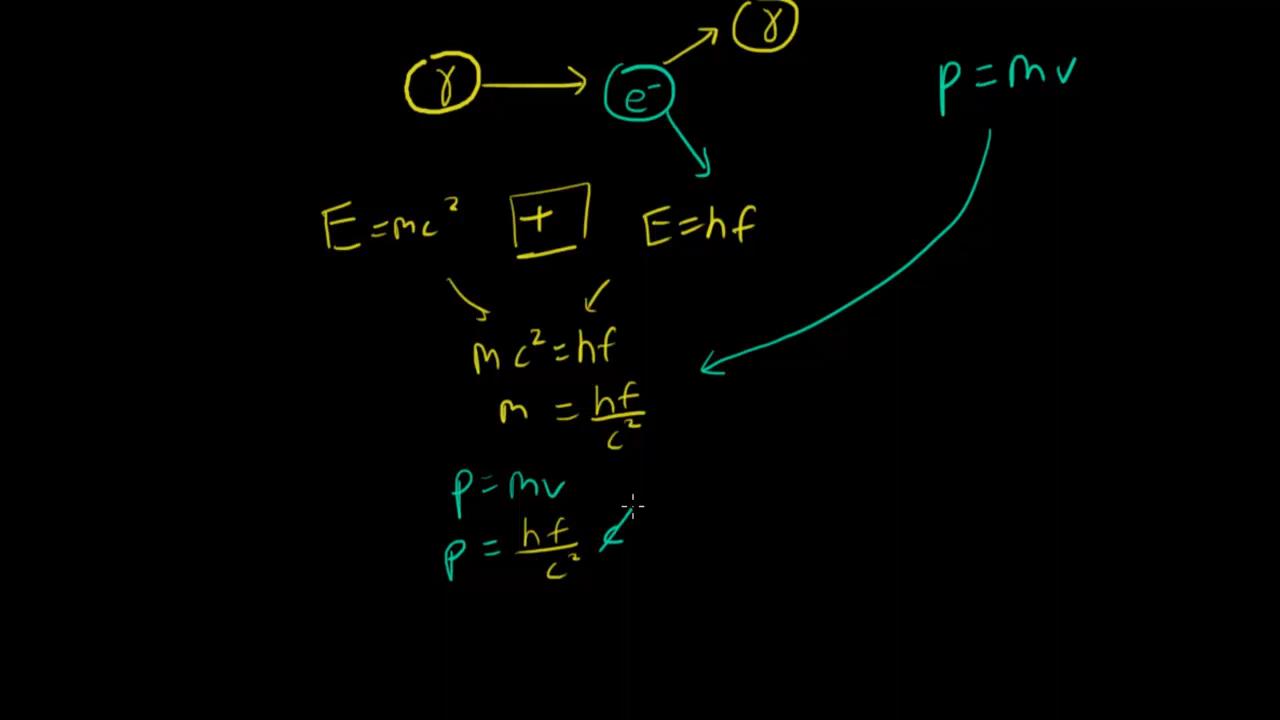 γ
γ e⁻ p = mv
E = mc² + E = hf
mc² = hf
m = hf/c²
p = mv
p = hf/c² c